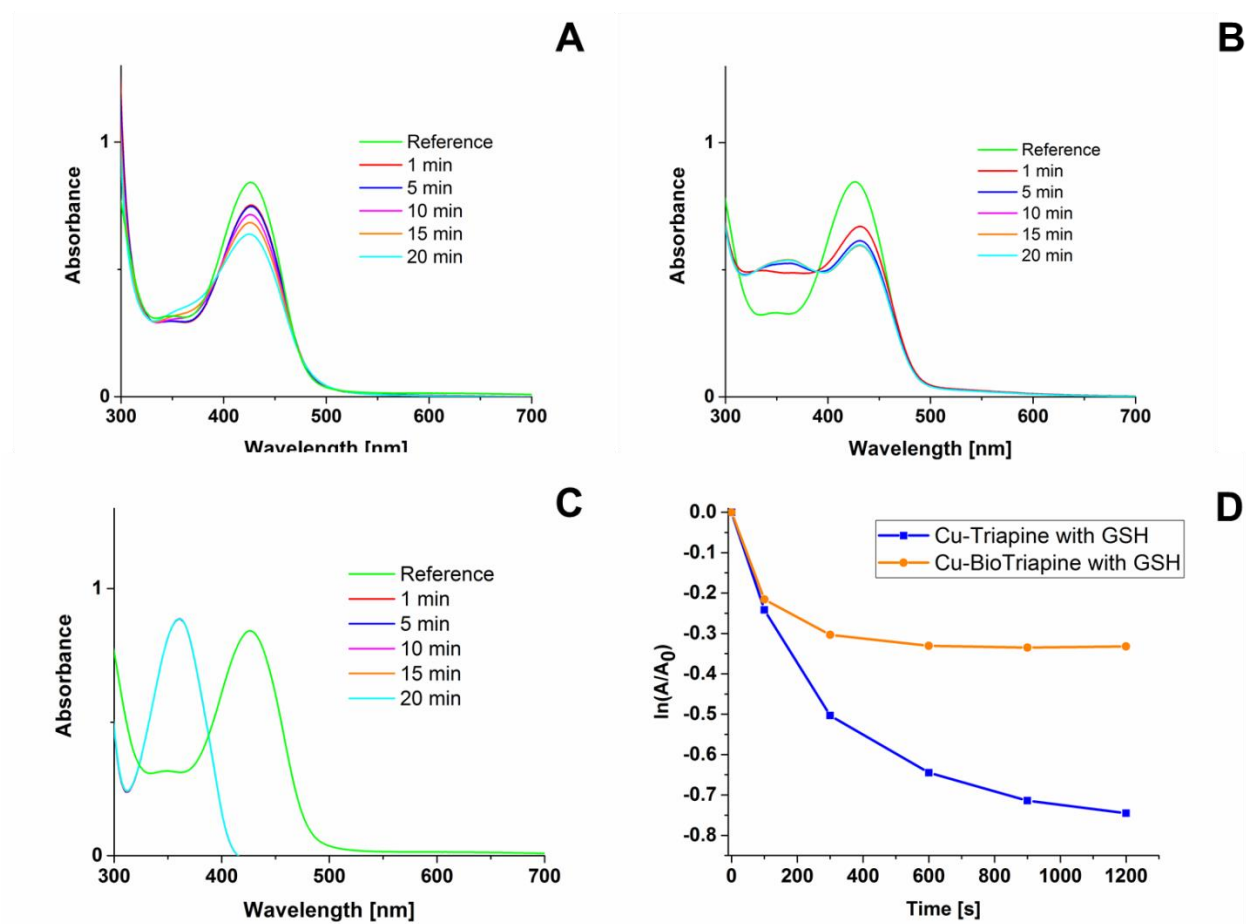 A
Absorbance
1
0
Reference
1 min
5 min
10 min
15 min
20 min
300 400 500 600 700
Wavelength [nm]
B
Absorbance
1
0
Reference
1 min
5 min
10 min
15 min
20 min
300 400 500 600 700
Wavelength [nm]
C
Absorbance
1
0
Reference
1 min
5 min
10 min
15 min
20 min
300 400 500 600 700
Wavelength [nm]
D
ln(A/A0)
0.0
-0.1
-0.2
-0.3
-0.4
-0.5
-0.6
-0.7
-0.8
Cu-Triapine with GSH
Cu-BioTriapine with GSH
0 200 400 600 800 1000 1200
Time [s]